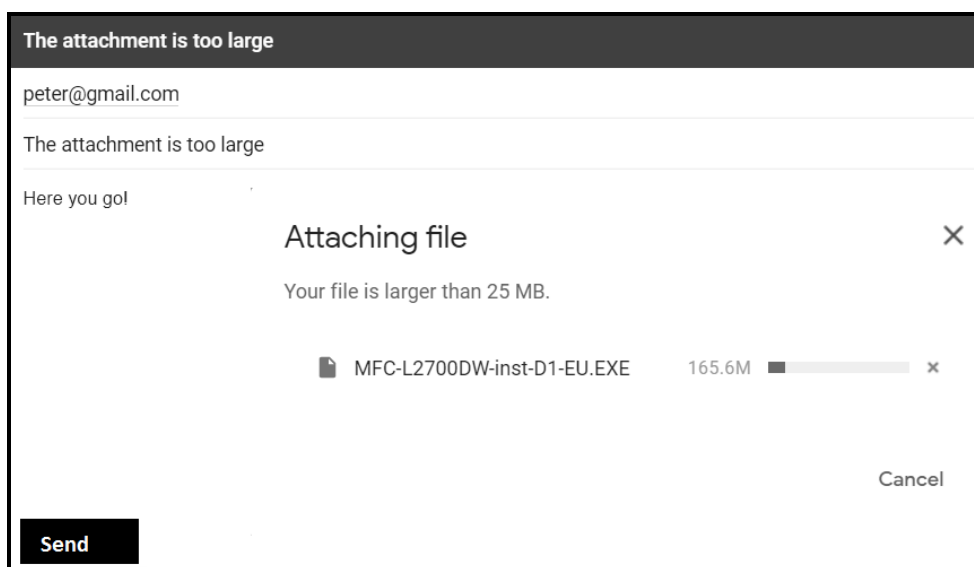 The attachment is too large
peter@gmail.com
The attachment is too large
Here you go!
Attaching file
Your file is larger than 25 MB.
MFC-L2700DW-inst-D1-EU.EXE 165.6M
Cancel
Send